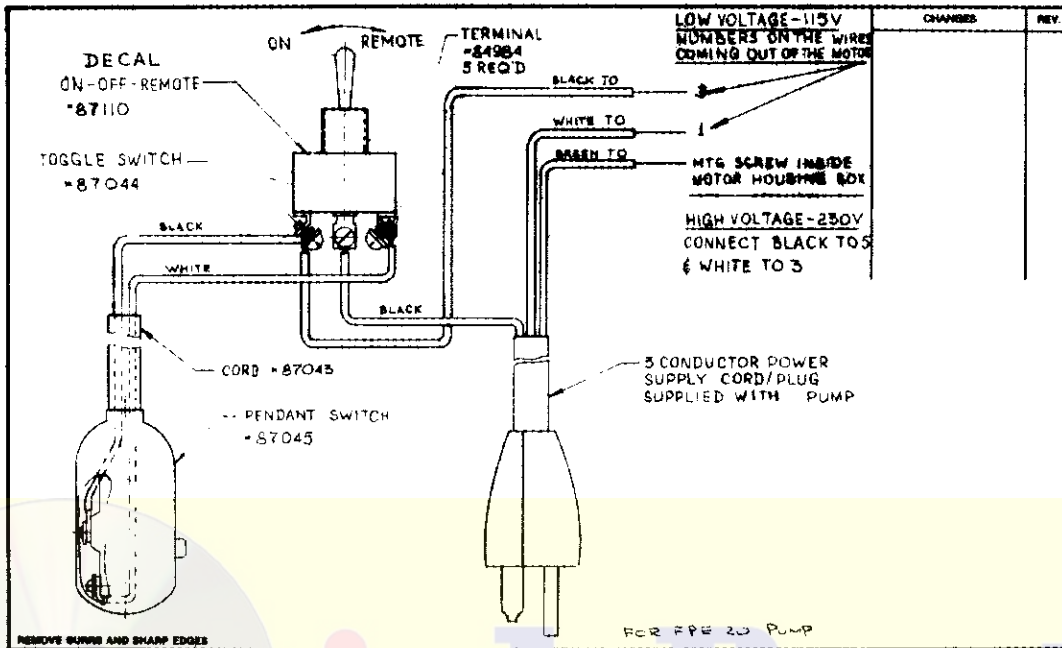 LOW VOLTAGE-115V
NUMBERS ON THE WIRES
COMING OUT OF THE MOTOR
CHANGES
REV.
ON
REMOTE
DECAL
ON-OFF-REMOTE
#87110
TERMINAL
#84984
5 REQ'D
BLACK TO
3
WHITE TO
1
GREEN TO
MTG SCREW INSIDE
MOTOR HOUSING BOX
TOGGLE SWITCH
#87044
HIGH VOLTAGE-230V
CONNECT BLACK TO 5
& WHITE TO 3
BLACK
WHITE
BLACK
CORD #87043
3 CONDUCTOR POWER
SUPPLY CORD/PLUG
SUPPLIED WITH PUMP
PENDANT SWITCH
#87045
REMOVE BURRS AND SHARP EDGES
FOR FPE 20 PUMP